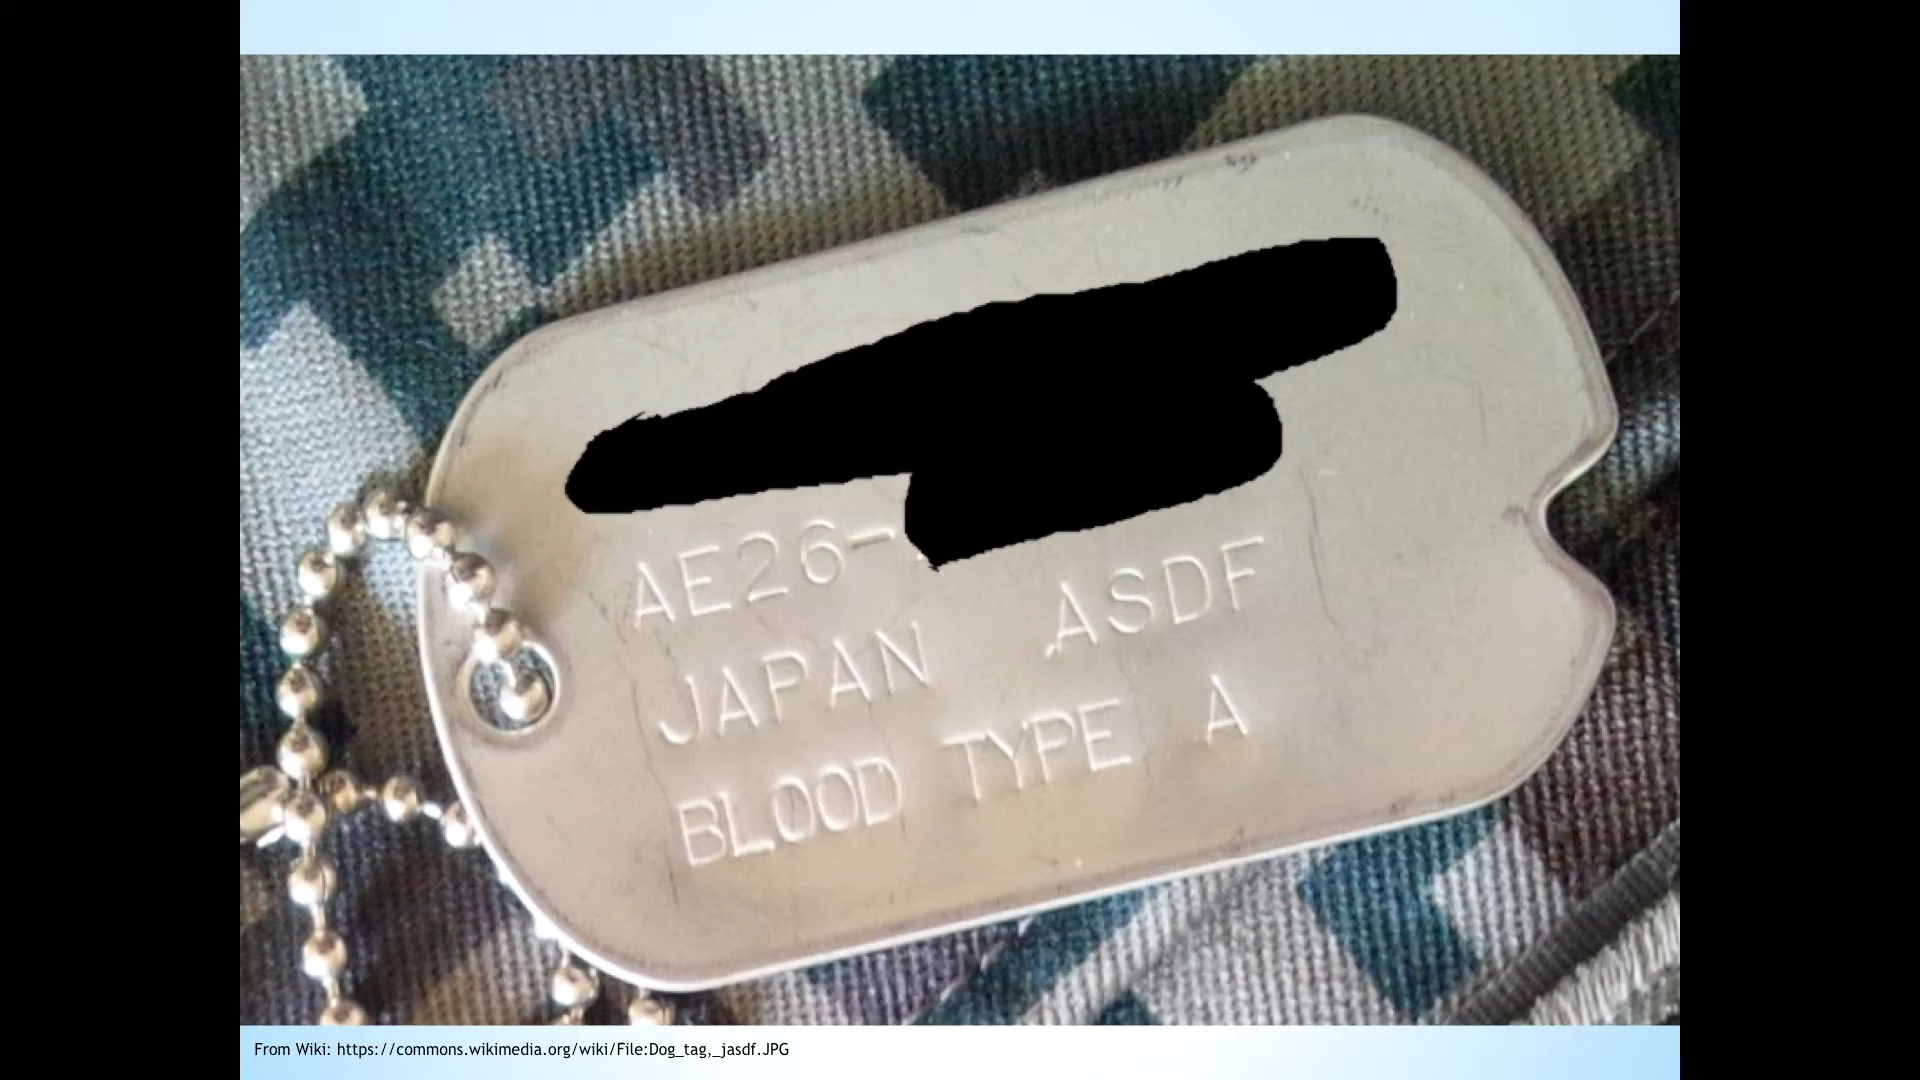 AE26-
JAPAN ASDF
BLOOD TYPE A
From Wiki: https://commons.wikimedia.org/wiki/File:Dog_tag,_jasdf.JPG